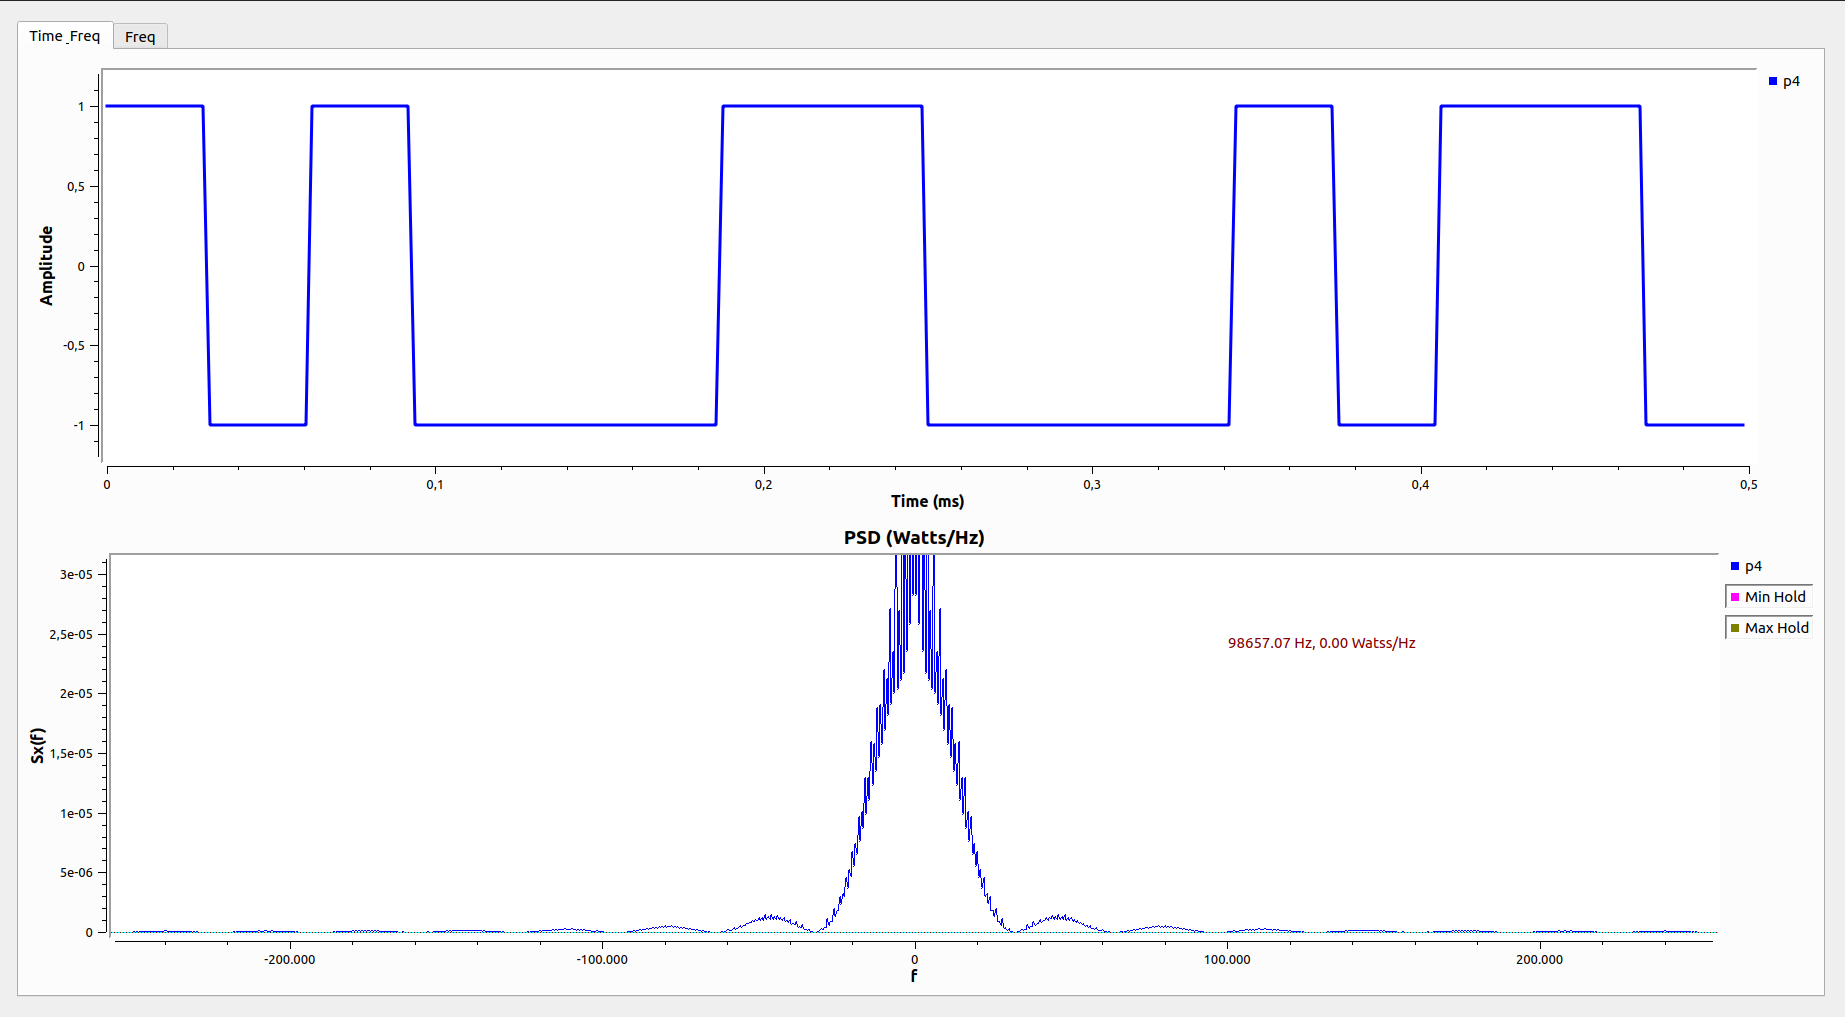 Time_Freq
Freq
p4
1
0,5
0
-0,5
-1
Amplitude
0 0,1 0,2 0,3 0,4 0,5
Time (ms)
PSD (Watts/Hz)
p4
Min Hold
Max Hold
98657.07 Hz, 0.00 Watss/Hz
3e-05
2,5e-05
2e-05
1,5e-05
1e-05
5e-06
0
Sx(f)
-200.000 -100.000 0 100.000 200.000
f